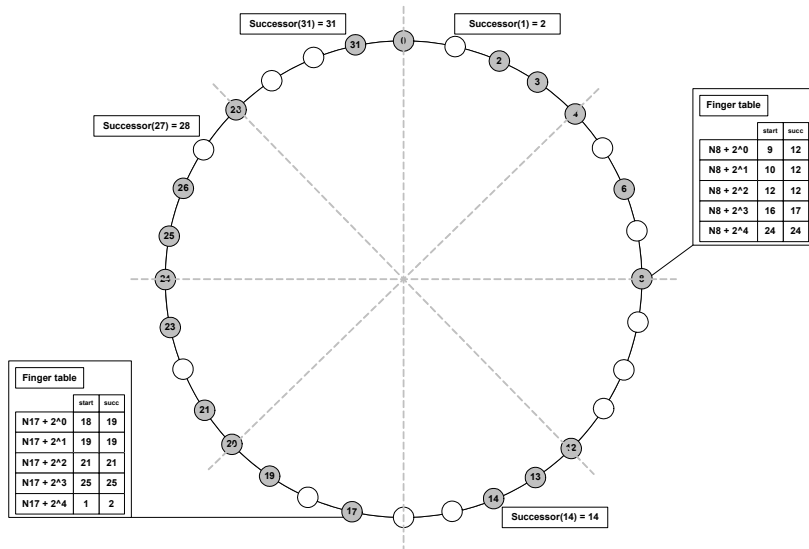 Successor(31) = 31
Successor(1) = 2
31
0
2
3
4
28
Successor(27) = 28
26
6
25
24
8
23
21
20
19
17
14
13
12
Successor(14) = 14
Finger table
start succ
N8 + 2^0 9 12
N8 + 2^1 10 12
N8 + 2^2 12 12
N8 + 2^3 16 17
N8 + 2^4 24 24
Finger table
start succ
N17 + 2^0 18 19
N17 + 2^1 19 19
N17 + 2^2 21 21
N17 + 2^3 25 25
N17 + 2^4 1 2